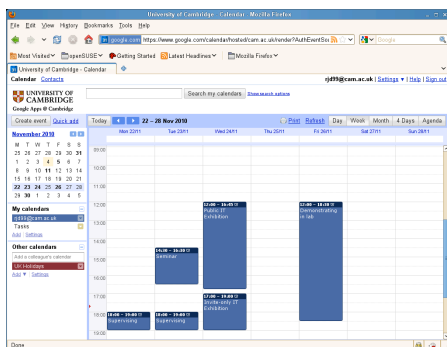 University of Cambridge - Calendar - Mozilla Firefox
File Edit View History Bookmarks Tools Help
google.com https://www.google.com/calendar/hosted/cam.ac.uk/render?AuthEventSo
Google
Most Visited openSUSE Getting Started Latest Headlines Mozilla Firefox
University of Cambridge - Calendar
Calendar Contacts
rjd99@cam.ac.uk | Settings | Help | Sign out
UNIVERSITY OF
CAMBRIDGE
Google Apps @ Cambridge
Search my calendars Show search options
Create event Quick add
Today 22 – 28 Nov 2010 Print Refresh Day Week Month 4 Days Agenda
November 2010
M T W T F S S
25 26 27 28 29 30 31
1 2 3 4 5 6 7
8 9 10 11 12 13 14
15 16 17 18 19 20 21
22 23 24 25 26 27 28
29 30 1 2 3 4 5
My calendars
rjd99@cam.ac.uk
Tasks
Add Settings
Other calendars
Add a colleague's calendar
UK Holidays
Add Settings
Mon 22/11 Tue 23/11 Wed 24/11 Thu 25/11 Fri 26/11 Sat 27/11 Sun 28/11
09:00
10:00
11:00
12:00
13:00
14:00
15:00
16:00
17:00
18:00
19:00
18:00 – 19:00
Supervising
14:30 – 16:30
Seminar
18:00 – 19:00
Supervising
12:00 – 16:45
Public IT
Exhibition
17:00 – 19:00
Invite-only IT
Exhibition
12:00 – 18:30
Demonstrating
in lab
Done